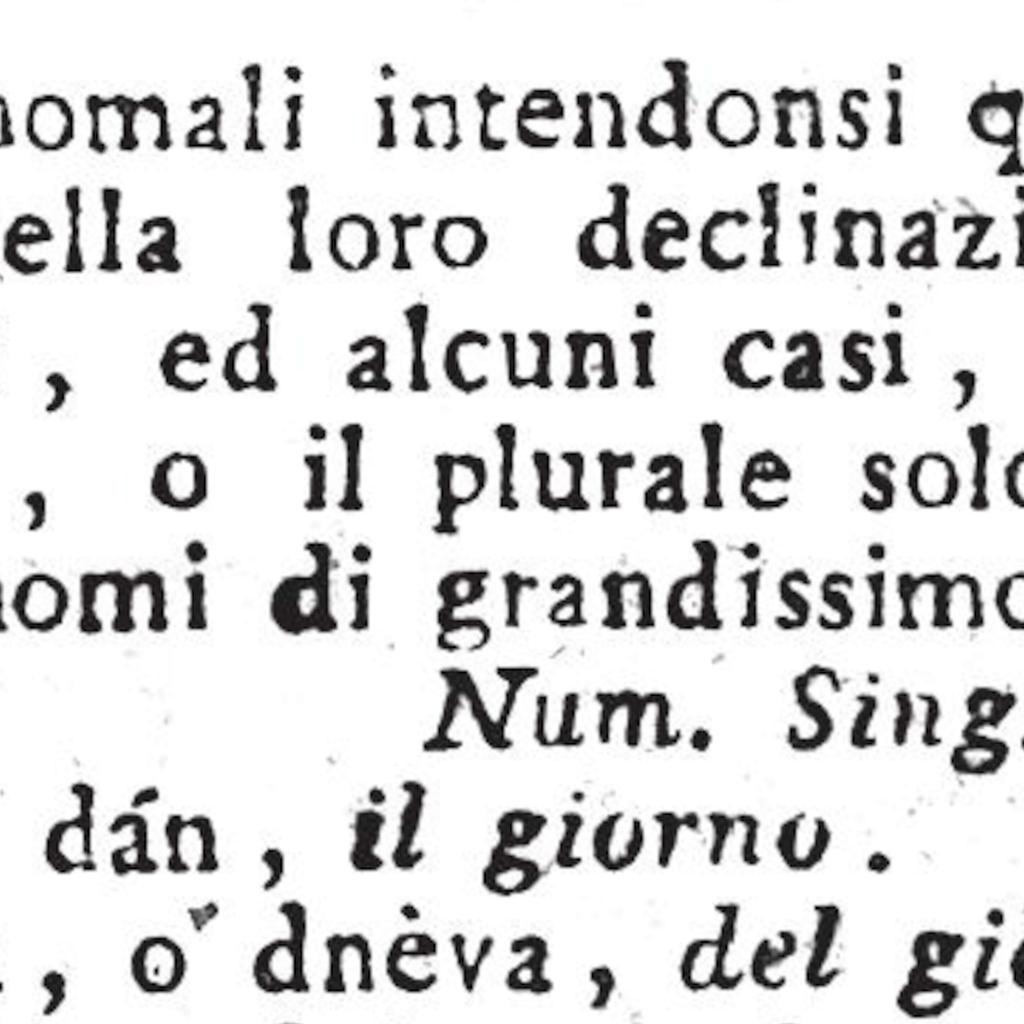 nomali intendonsi q
ella loro declinazi
, ed alcuni casi ,
, o il plurale solo
nomi di grandissimo
Num. Sing.
dán , il giorno .
, o dnèva , del gio